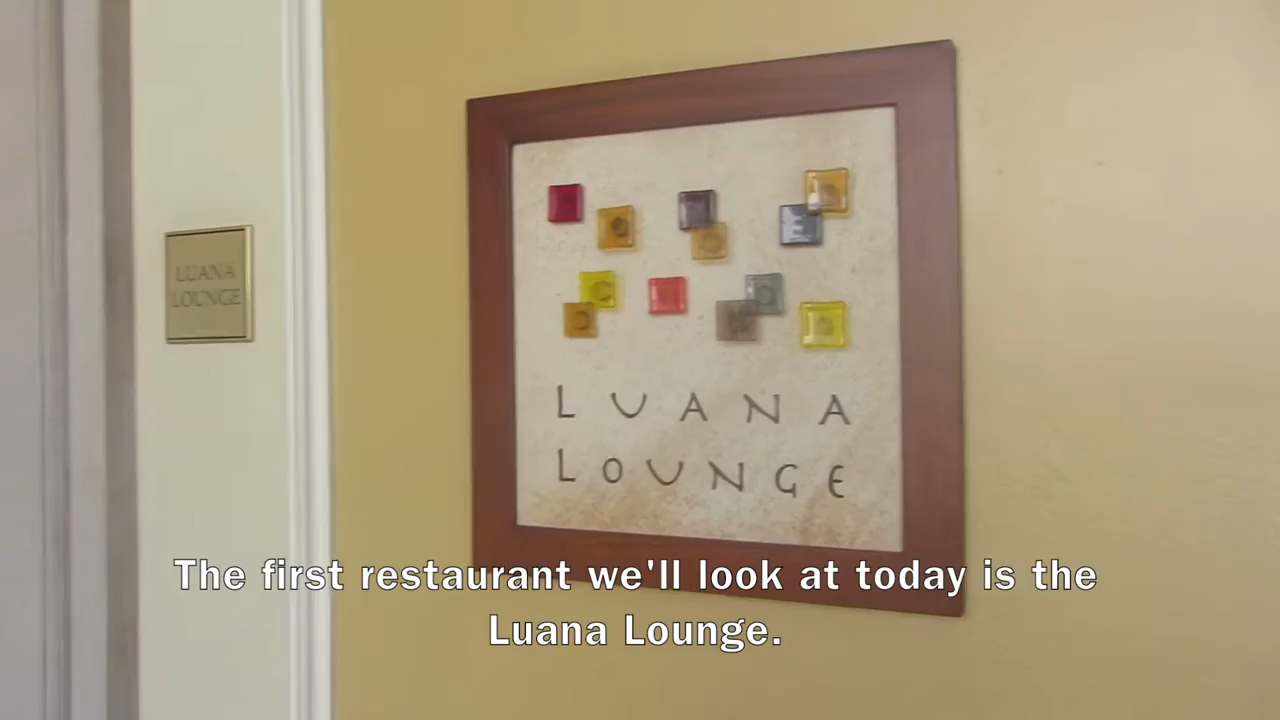 LUANA
LOUNGE
LUANA
LOUNGE
The first restaurant we'll look at today is the
Luana Lounge.